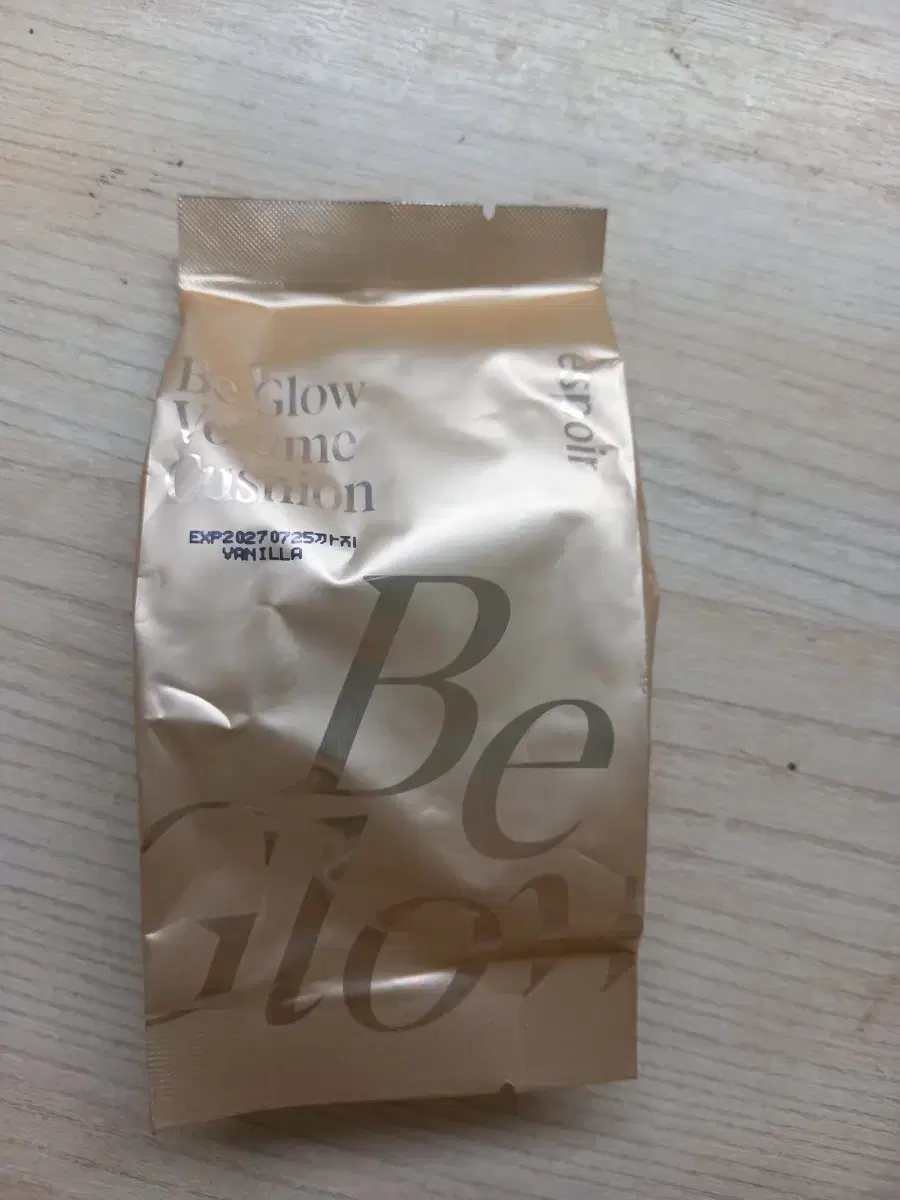 Be Glow
Volume
Cushion
espoir
EXP20270725까지
VANILLA
Be
Glow